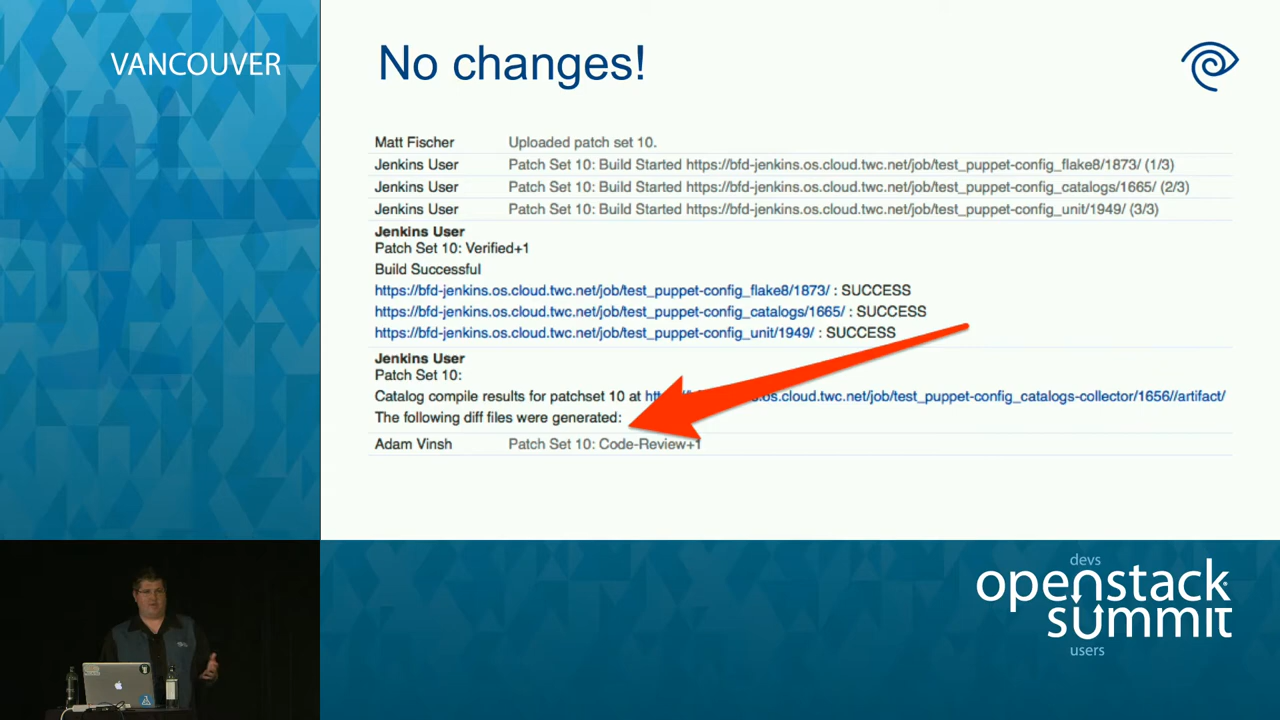 VANCOUVER
No changes!
Matt Fischer Uploaded patch set 10.
Jenkins User Patch Set 10: Build Started https://bfd-jenkins.os.cloud.twc.net/job/test_puppet-config_flake8/1873/ (1/3)
Jenkins User Patch Set 10: Build Started https://bfd-jenkins.os.cloud.twc.net/job/test_puppet-config_catalogs/1665/ (2/3)
Jenkins User Patch Set 10: Build Started https://bfd-jenkins.os.cloud.twc.net/job/test_puppet-config_unit/1949/ (3/3)
Jenkins User
Patch Set 10: Verified+1
Build Successful
https://bfd-jenkins.os.cloud.twc.net/job/test_puppet-config_flake8/1873/ : SUCCESS
https://bfd-jenkins.os.cloud.twc.net/job/test_puppet-config_catalogs/1665/ : SUCCESS
https://bfd-jenkins.os.cloud.twc.net/job/test_puppet-config_unit/1949/ : SUCCESS
Jenkins User
Patch Set 10:
Catalog compile results for patchset 10 at .os.cloud.twc.net/job/test_puppet-config_catalogs-collector/1656//artifact/
The following diff files were generated:
Adam Vinsh Patch Set 10: Code-Review+1
devs
openstack
summit
users